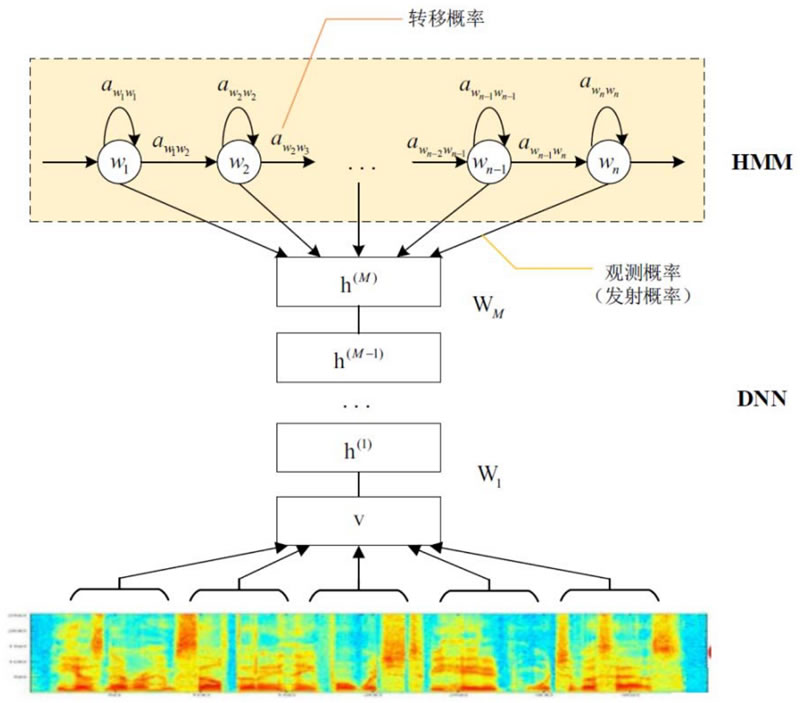 转移概率
a_{w_1w_1} a_{w_2w_2} a_{w_{n-1}w_{n-1}} a_{w_nw_n}
w_1 a_{w_1w_2} w_2 a_{w_2w_3} ... a_{w_{n-2}w_{n-1}} w_{n-1} a_{w_{n-1}w_n} w_n
HMM
h^{(M)}
观测概率
(发射概率)
W_M
h^{(M-1)}
...
DNN
h^{(1)}
W_1
v